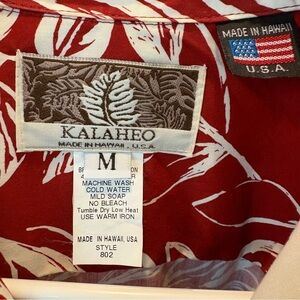 MADE IN HAWAII
U.S.A.
KALAHEO
MADE IN HAWAII, U.S.A.
M
MACHINE WASH
COLD WATER
MILD SOAP
NO BLEACH
Tumble Dry Low Heat
USE WARM IRON
MADE IN HAWAII, USA
STYLE
802